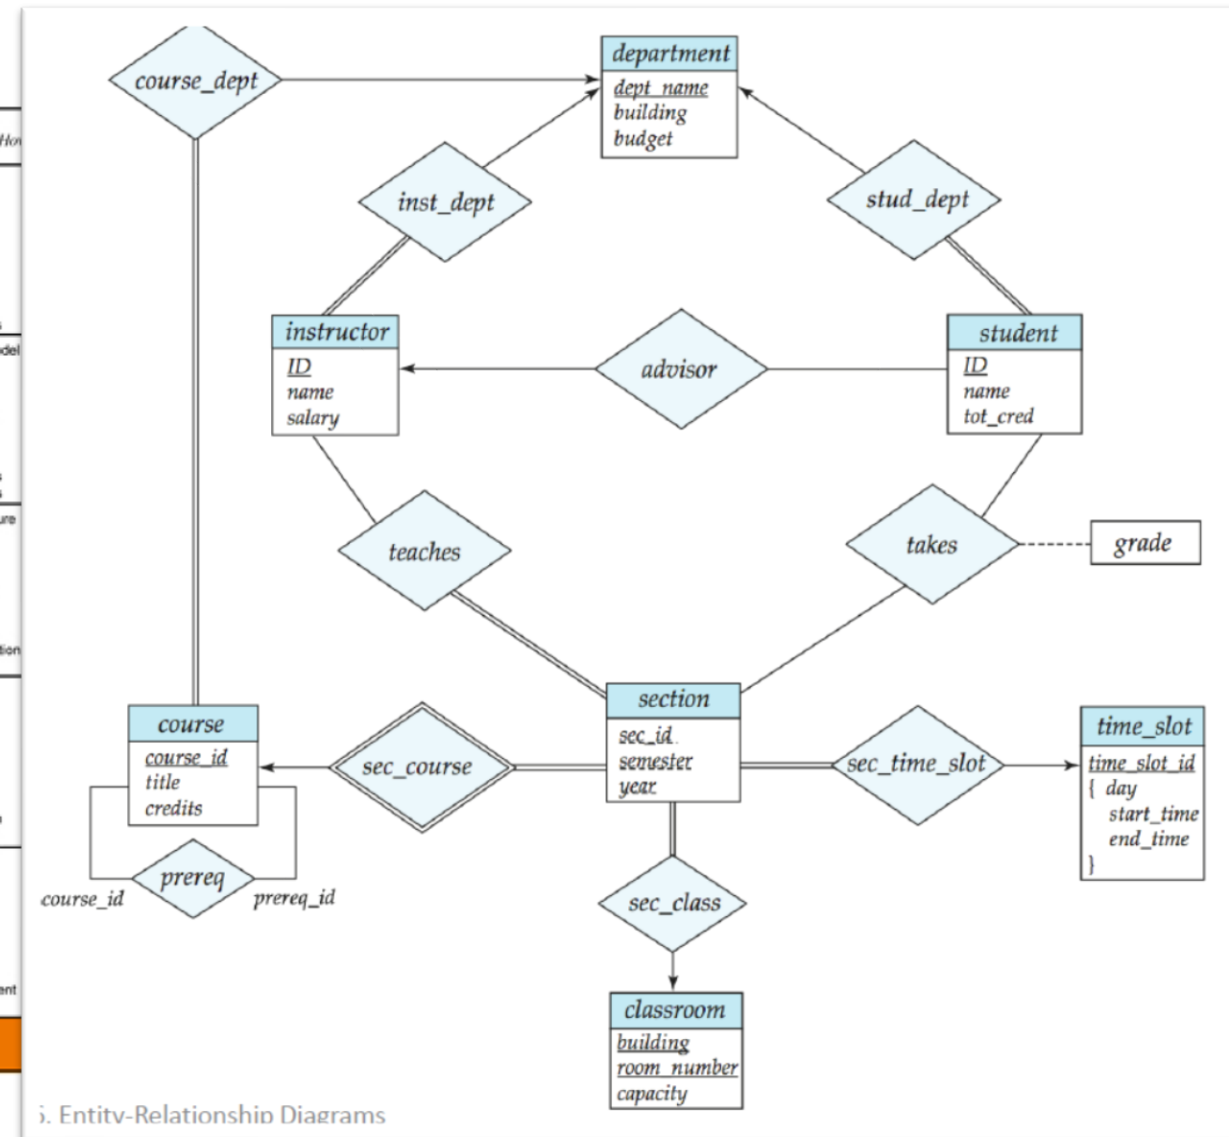 course_dept
department
dept_name
building
budget
inst_dept
stud_dept
instructor
ID
name
salary
advisor
student
ID
name
tot_cred
teaches
takes
grade
course
course_id
title
credits
sec_course
section
sec_id
semester
year
sec_time_slot
time_slot
time_slot_id
{ day
start_time
end_time
}
prereq
course_id
prereq_id
sec_class
classroom
building
room_number
capacity
5. Entity-Relationship Diagrams